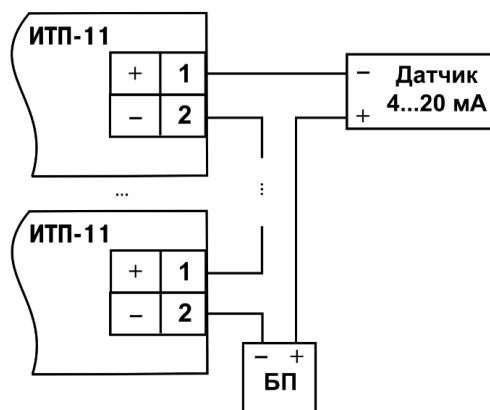 ИТП-11
+ 1
– 2
– Датчик
+ 4...20 мА
...
...
ИТП-11
+ 1
– 2
– +
БП